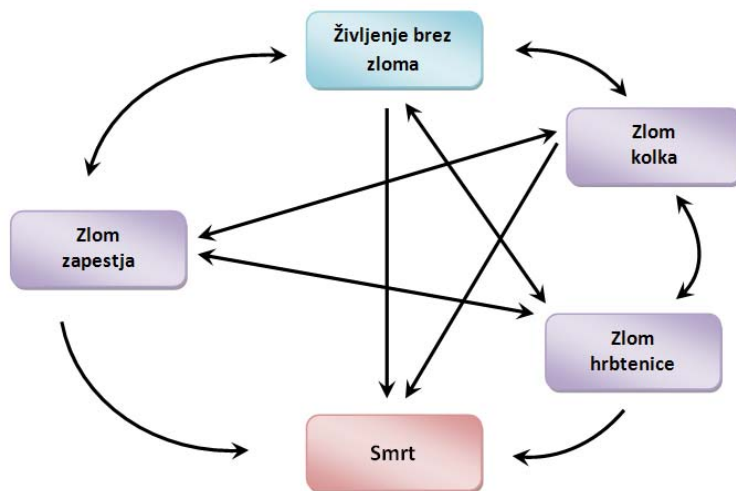 Življenje brez
zloma
Zlom
kolka
Zlom
zapestja
Zlom
hrbtenice
Smrt